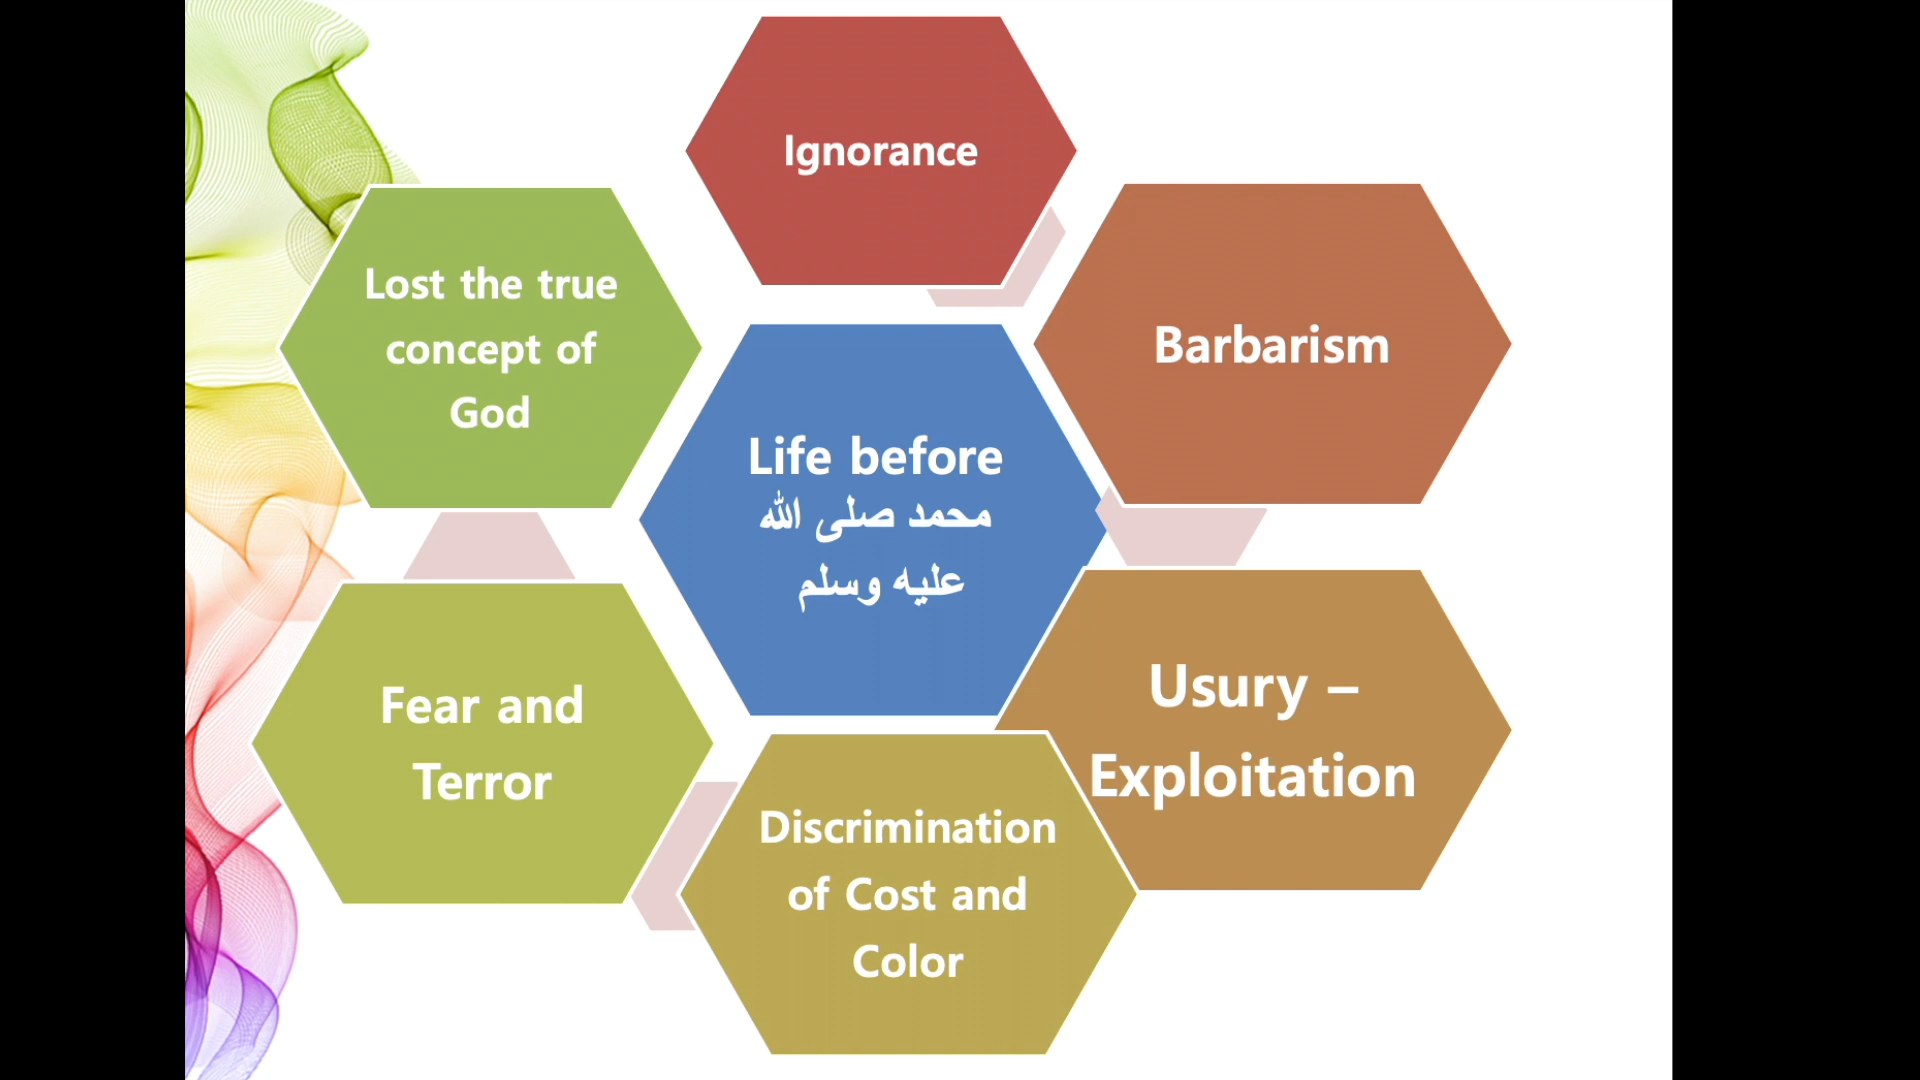 Ignorance
Barbarism
Usury –
Exploitation
Discrimination
of Cost and
Color
Fear and
Terror
Lost the true
concept of
God
Life before
محمد صلى الله
عليه وسلم